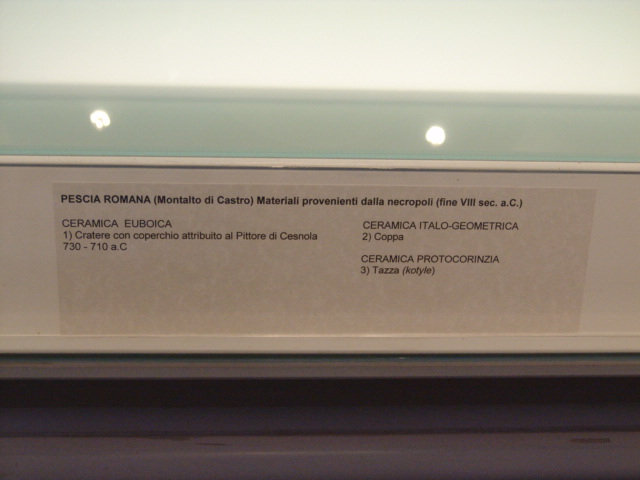 PESCIA ROMANA (Montalto di Castro) Materiali provenienti dalla necropoli (fine VIII sec. a.C.)
CERAMICA EUBOICA
1) Cratere con coperchio attribuito al Pittore di Cesnola
730 - 710 a.C
CERAMICA ITALO-GEOMETRICA
2) Coppa
CERAMICA PROTOCORINZIA
3) Tazza (kotyle)